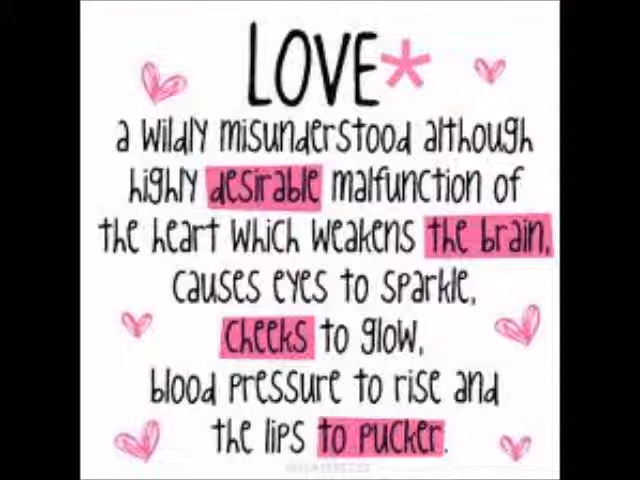 LOVE*
a wildly misunderstood although
highly desirable malfunction of
the heart which weakens the brain,
causes eyes to sparkle,
cheeks to glow,
blood pressure to rise and
the lips to pucker.